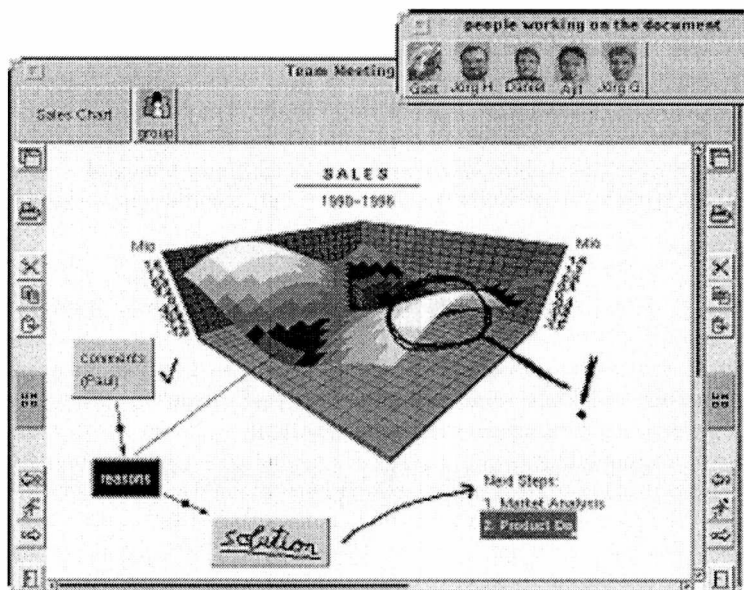 people working on the document
Gast Jörg H. Daniel Ajit Jörg G.
Team Meeting
Sales Chart
group
SALES
1990-1996
Mio
Mio
comments
(Paul)
!
reasons
solution
Next Steps:
1. Market Analysis
2. Product De